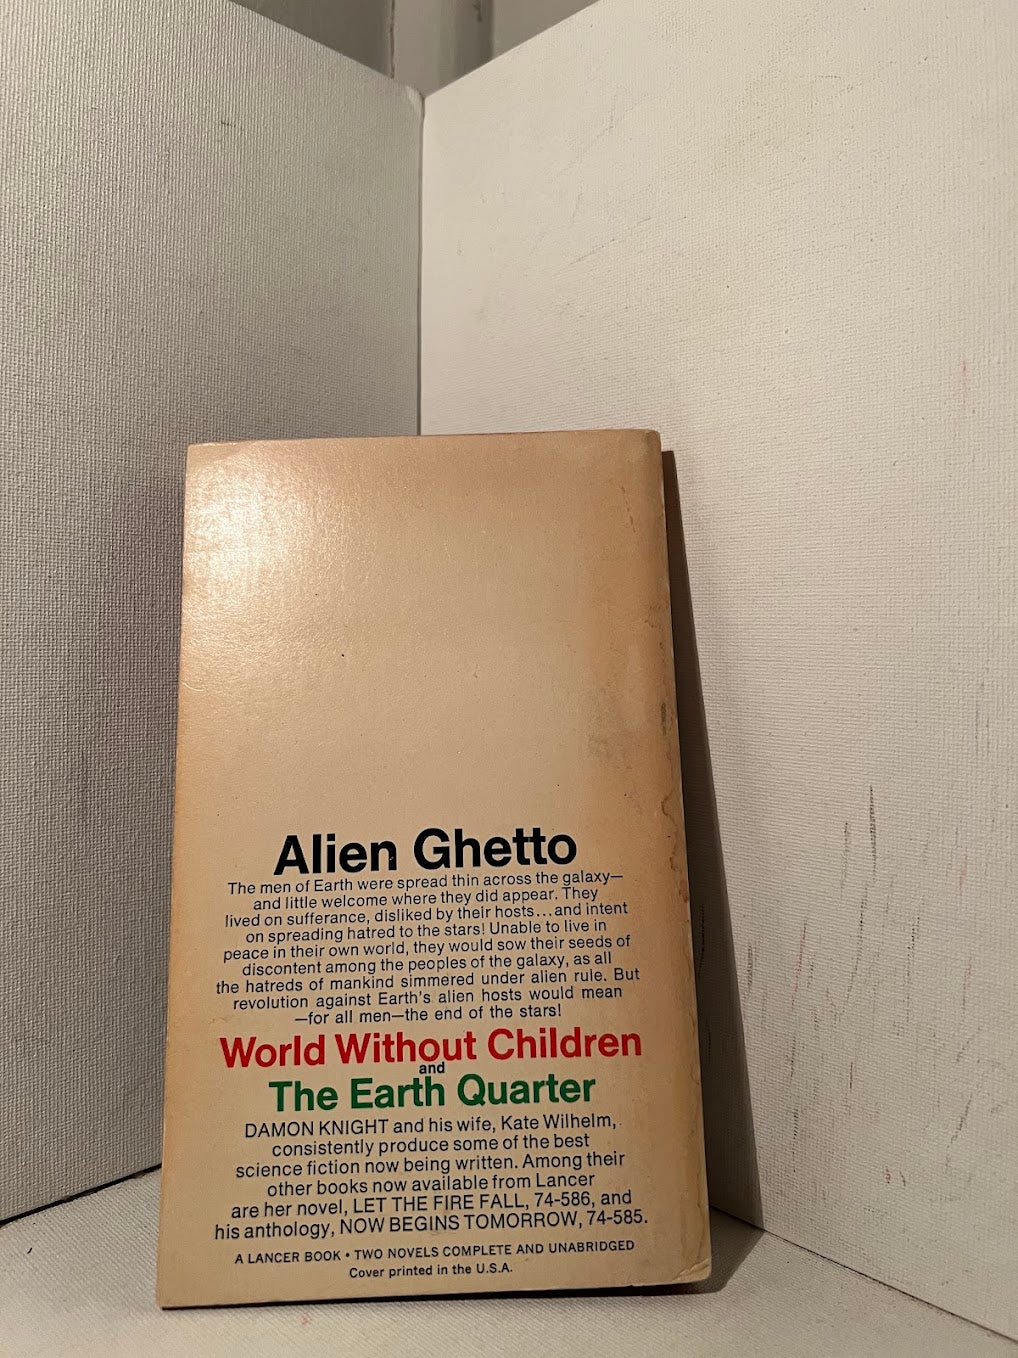 Alien Ghetto
The men of Earth were spread thin across the galaxy—
and little welcome where they did appear. They
lived on sufferance, disliked by their hosts...and intent
on spreading hatred to the stars! Unable to live in
peace in their own world, they would sow their seeds of
discontent among the peoples of the galaxy, as all
the hatreds of mankind simmered under alien rule. But
revolution against Earth's alien hosts would mean
—for all men—the end of the stars!
World Without Children
and
The Earth Quarter
DAMON KNIGHT and his wife, Kate Wilhelm,
consistently produce some of the best
science fiction now being written. Among their
other books now available from Lancer
are her novel, LET THE FIRE FALL, 74-586, and
his anthology, NOW BEGINS TOMORROW, 74-585.
A LANCER BOOK • TWO NOVELS COMPLETE AND UNABRIDGED
Cover printed in the U.S.A.